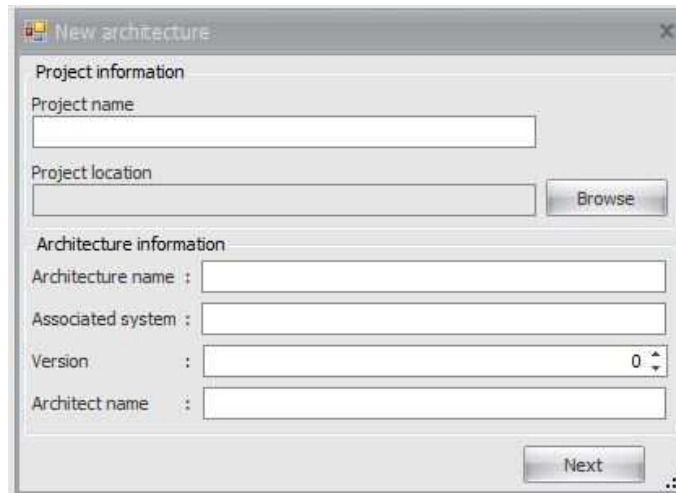 New architecture
Project information
Project name
Project location
Browse
Architecture information
Architecture name :
Associated system :
Version : 0
Architect name :
Next